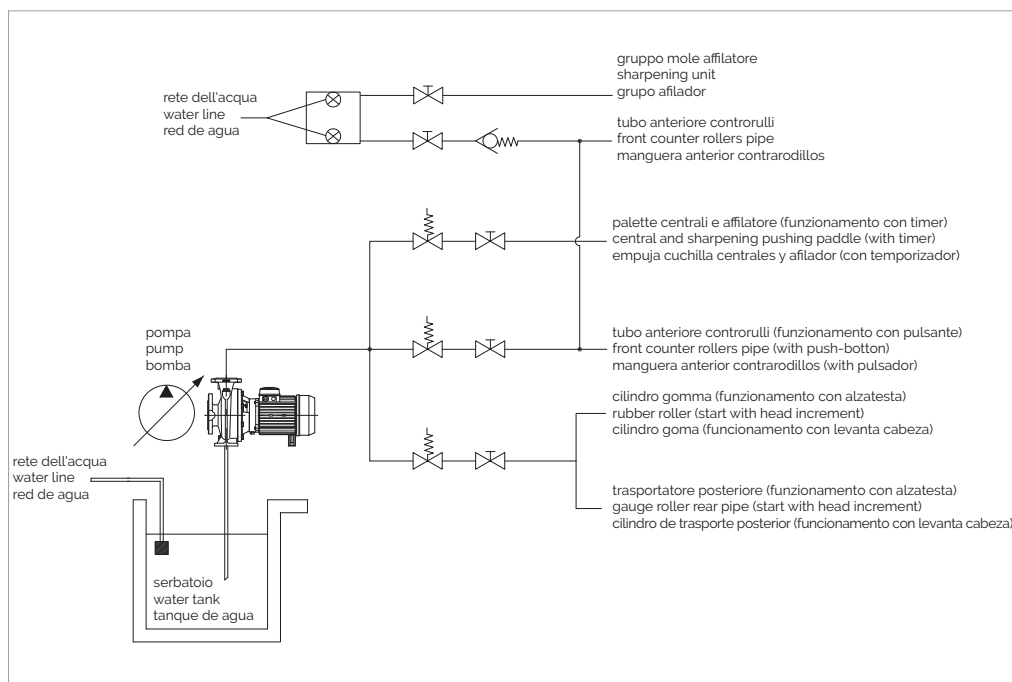 gruppo mole affilatore
sharpening unit
grupo afilador
rete dell'acqua
water line
red de agua
tubo anteriore controrulli
front counter rollers pipe
manguera anterior contrarodillos
palette centrali e affilatore (funzionamento con timer)
central and sharpening pushing paddle (with timer)
empuja cuchilla centrales y afilador (con temporizador)
pompa
pump
bomba
tubo anteriore controrulli (funzionamento con pulsante)
front counter rollers pipe (with push-botton)
manguera anterior contrarodillos (with pulsador)
cilindro gomma (funzionamento con alzatesta)
rubber roller (start with head increment)
cilindro goma (funcionamento con levanta cabeza)
rete dell'acqua
water line
red de agua
trasportatore posteriore (funzionamento con alzatesta)
gauge roller rear pipe (start with head increment)
cilindro de trasporte posterior (funcionamento con levanta cabeza)
serbatoio
water tank
tanque de agua